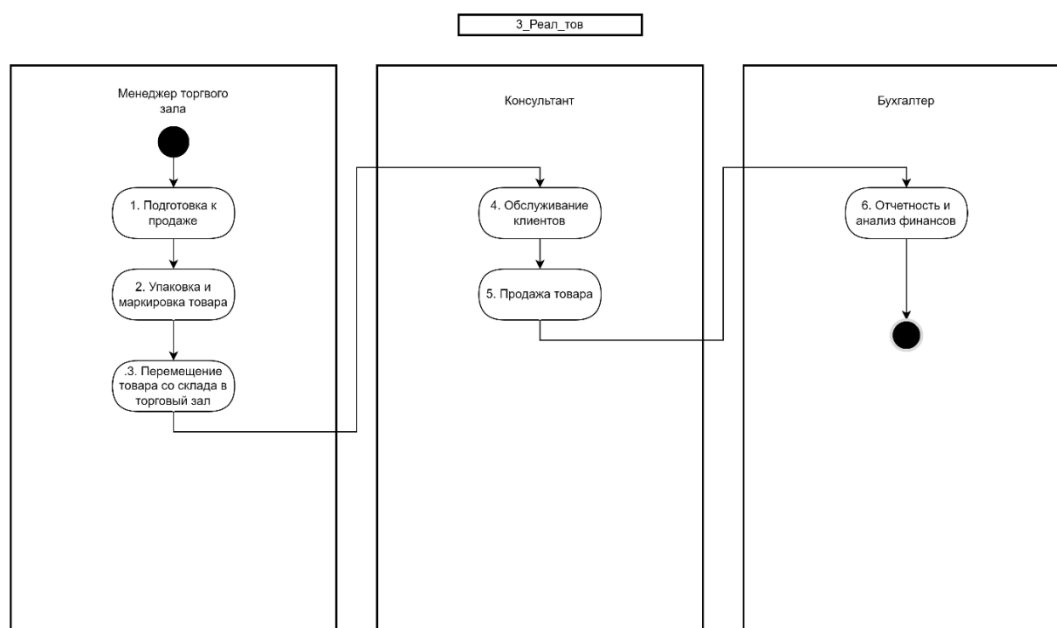 3_Реал_тов
Менеджер торгвого
зала
1. Подготовка к
продаже
2. Упаковка и
маркировка товара
.3. Перемещение
товара со склада в
торговый зал
Консультант
4. Обслуживание
клиентов
5. Продажа товара
Бухгалтер
6. Отчетность и
анализ финансов